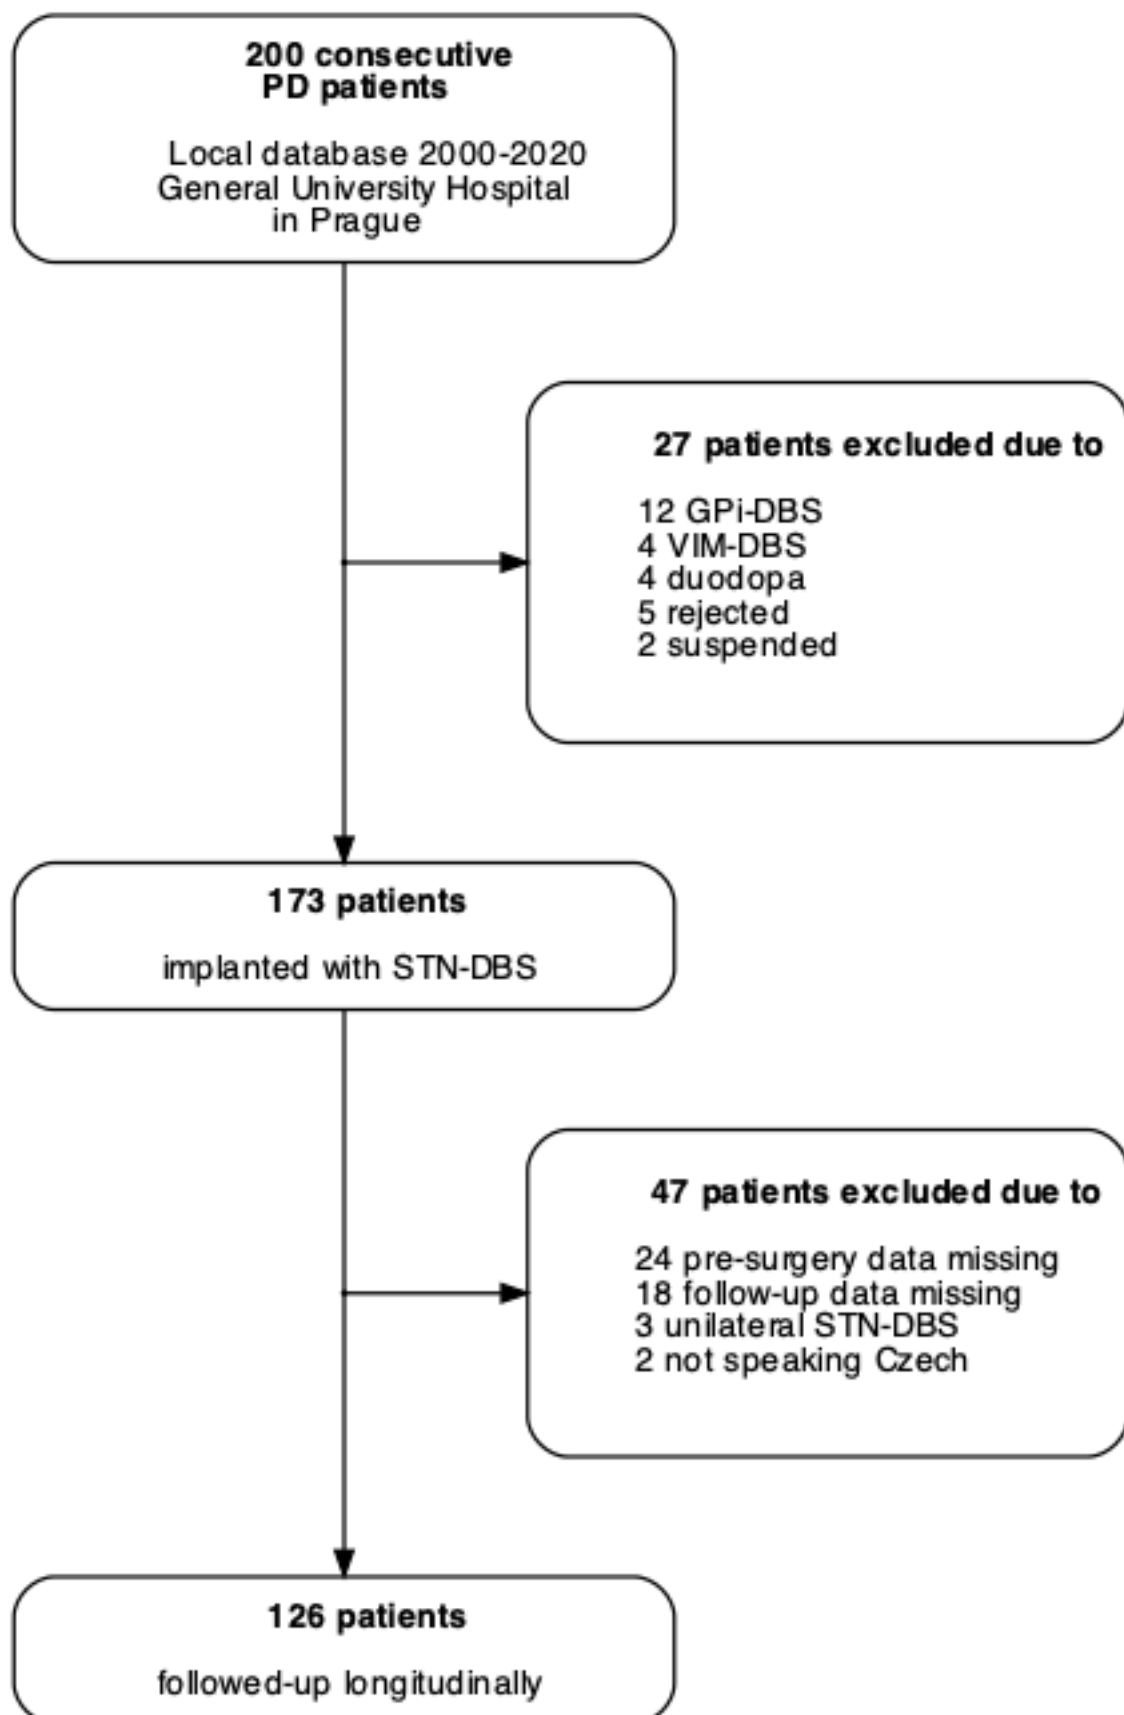 200 consecutive
PD patients
Local database 2000-2020
General University Hospital
in Prague
27 patients excluded due to
12 GPi-DBS
4 VIM-DBS
4 duodopa
5 rejected
2 suspended
173 patients
implanted with STN-DBS
47 patients excluded due to
24 pre-surgery data missing
18 follow-up data missing
3 unilateral STN-DBS
2 not speaking Czech
126 patients
followed-up longitudinally